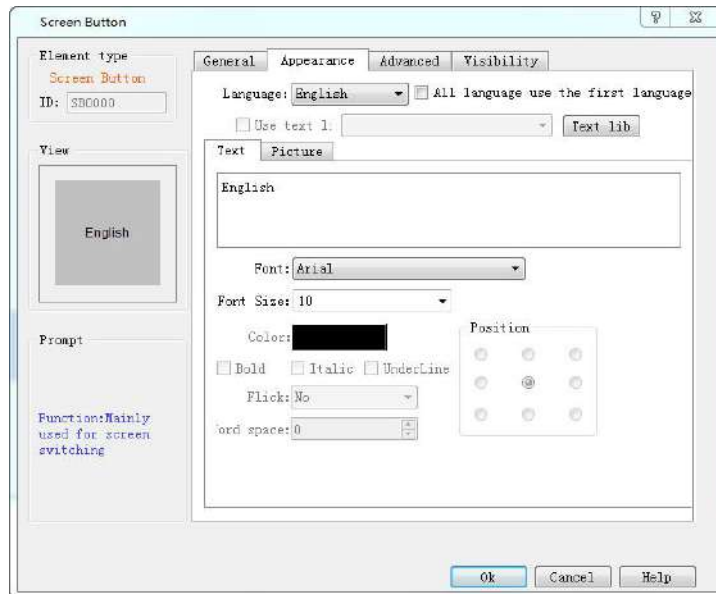 Screen Button
Element type
Screen Button
ID: SB0000
View
English
Prompt
Function:Mainly
used for screen
switching
General Appearance Advanced Visibility
Language: English All language use the first language
Use text l: Text lib
Text Picture
English
Font: Arial
Font Size: 10
Color:
Bold Italic UnderLine
Flick: No
ord space: 0
Position
Ok Cancel Help